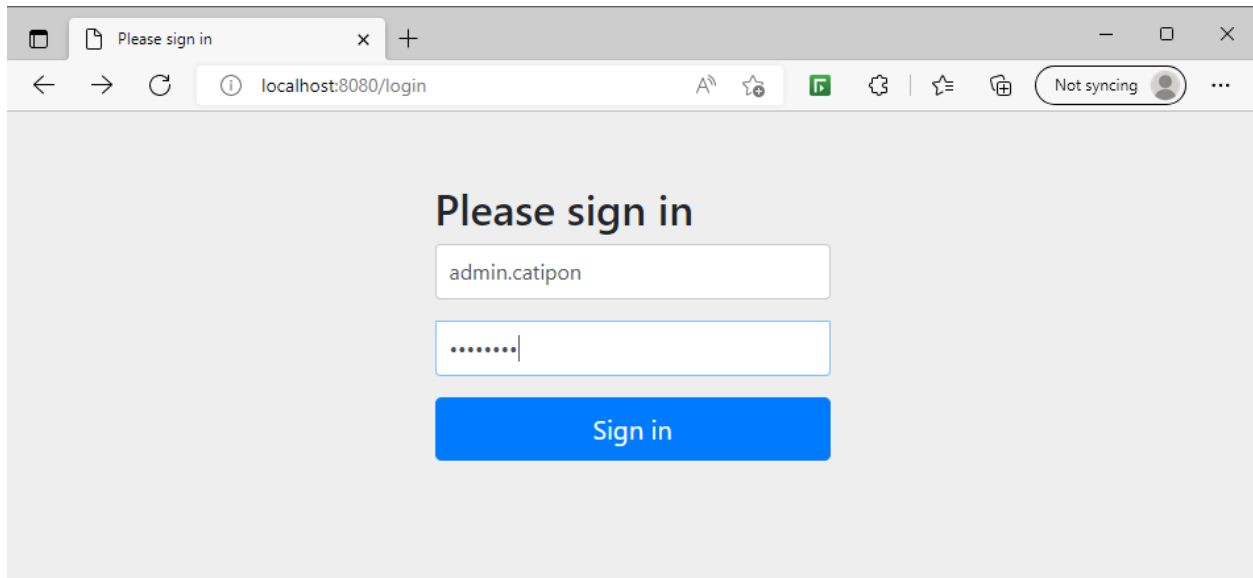 Please sign in
localhost:8080/login
Not syncing
Please sign in
admin.catipon
••••••••
Sign in